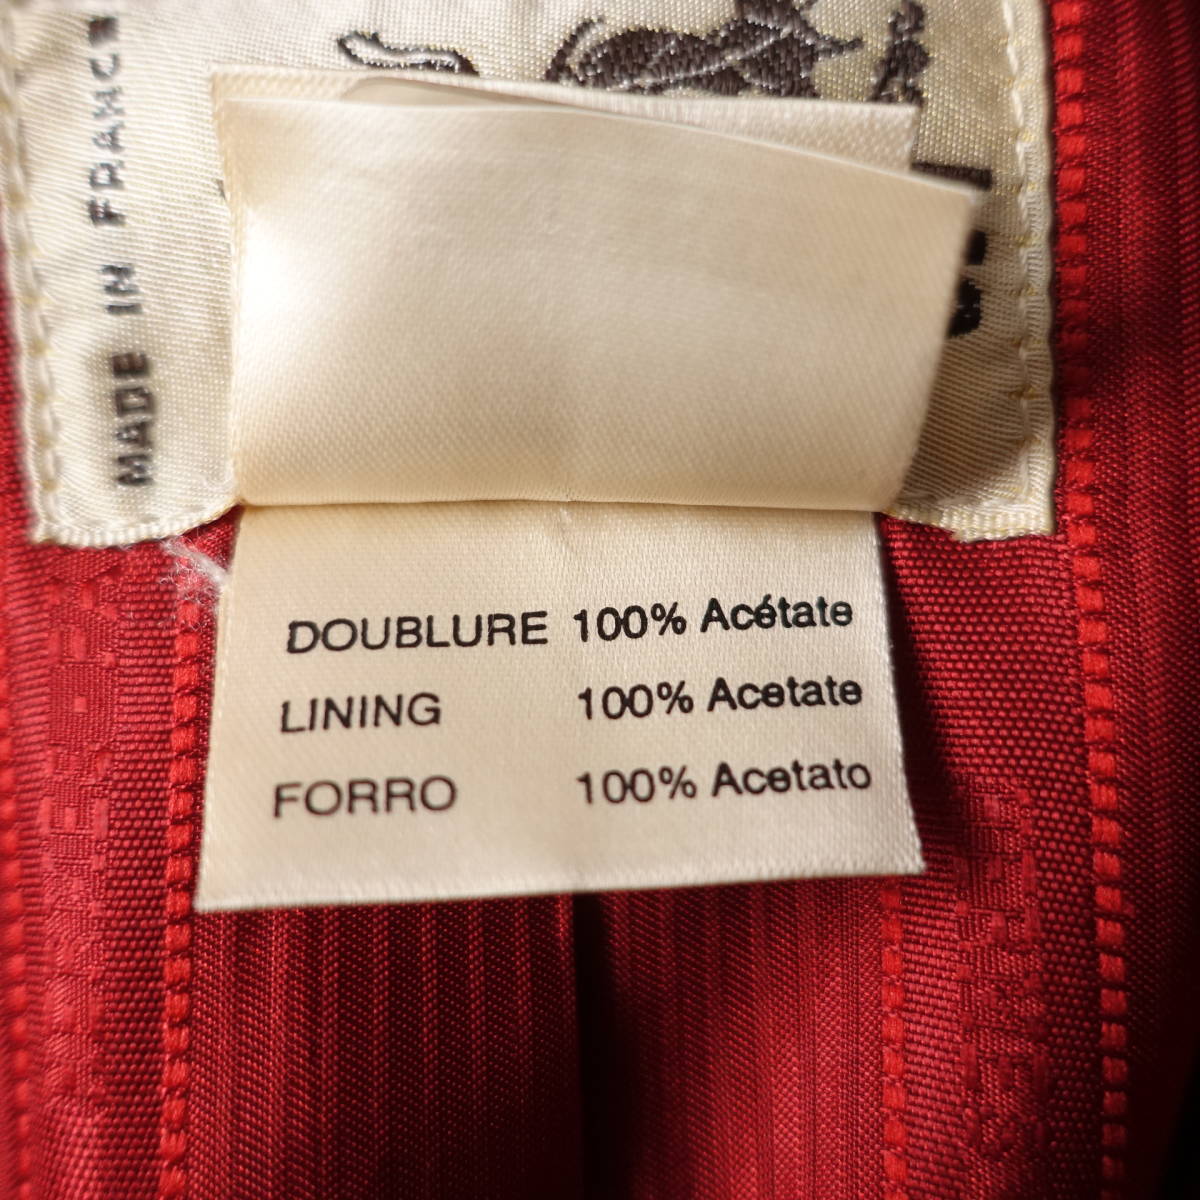 MADE IN FRANCE
DOUBLURE 100% Acétate
LINING 100% Acetate
FORRO 100% Acetato